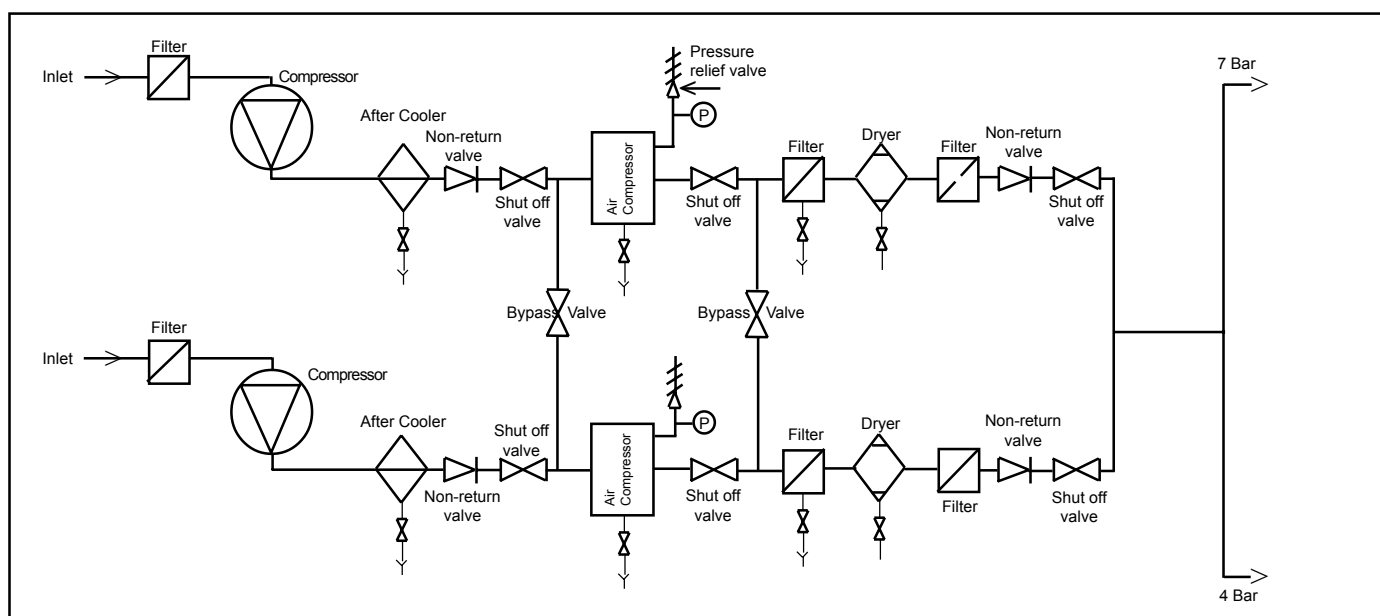 Filter
Inlet
Compressor
After Cooler
Non-return
valve
Shut off
valve
Air
Compressor
Pressure
relief valve
P
Shut off
valve
Filter
Dryer
Filter
Non-return
valve
Shut off
valve
7 Bar
Bypass Valve
Bypass Valve
Filter
Inlet
Compressor
After Cooler
Non-return
valve
Shut off
valve
Air
Compressor
P
Shut off
valve
Filter
Dryer
Filter
Non-return
valve
Shut off
valve
4 Bar